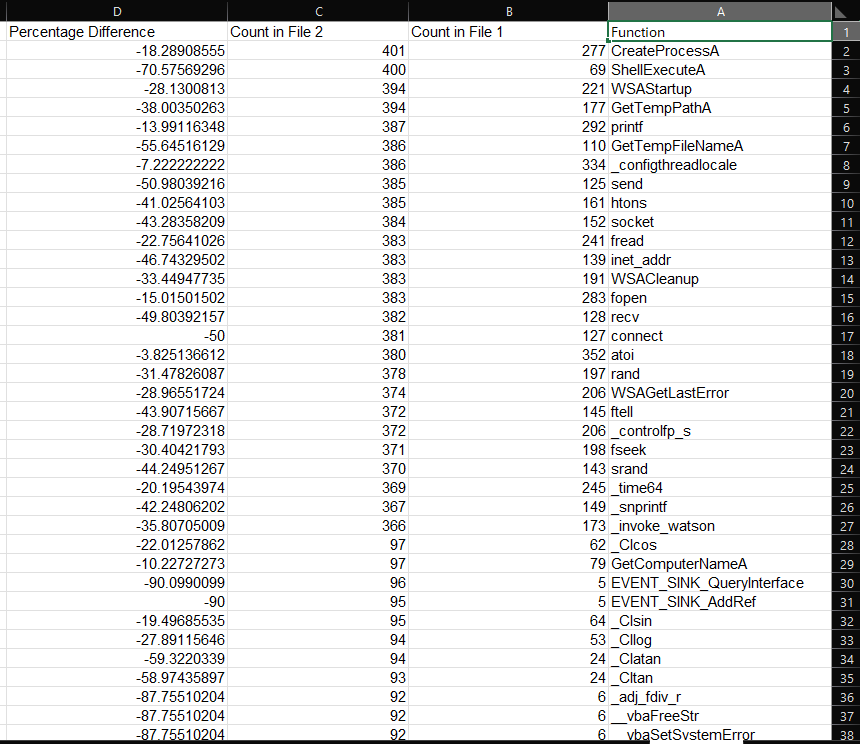 D C B A
Percentage Difference Count in File 2 Count in File 1 Function 1
-18.28908555 401 277 CreateProcessA 2
-70.57569296 400 69 ShellExecuteA 3
-28.1300813 394 221 WSAStartup 4
-38.00350263 394 177 GetTempPathA 5
-13.99116348 387 292 printf 6
-55.64516129 386 110 GetTempFileNameA 7
-7.222222222 386 334 _configthreadlocale 8
-50.98039216 385 125 send 9
-41.02564103 385 161 htons 10
-43.28358209 384 152 socket 11
-22.75641026 383 241 fread 12
-46.74329502 383 139 inet_addr 13
-33.44947735 383 191 WSACleanup 14
-15.01501502 383 283 fopen 15
-49.80392157 382 128 recv 16
-50 381 127 connect 17
-3.825136612 380 352 atoi 18
-31.47826087 378 197 rand 19
-28.96551724 374 206 WSAGetLastError 20
-43.90715667 372 145 ftell 21
-28.71972318 372 206 _controlfp_s 22
-30.40421793 371 198 fseek 23
-44.24951267 370 143 srand 24
-20.19543974 369 245 _time64 25
-42.24806202 367 149 _snprintf 26
-35.80705009 366 173 _invoke_watson 27
-22.01257862 97 62 _CIcos 28
-10.22727273 97 79 GetComputerNameA 29
-90.0990099 96 5 EVENT_SINK_QueryInterface 30
-90 95 5 EVENT_SINK_AddRef 31
-19.49685535 95 64 _CIsin 32
-27.89115646 94 53 _CIlog 33
-59.3220339 94 24 _CIatan 34
-58.97435897 93 24 _CItan 35
-87.75510204 92 6 _adj_fdiv_r 36
-87.75510204 92 6 __vbaFreeStr 37
-87.75510204 92 6 __vbaSetSystemError 38